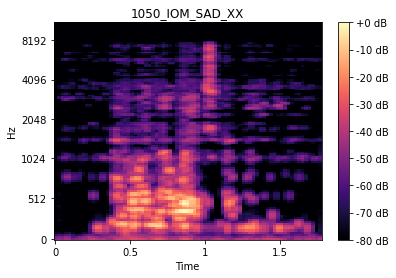 1050_IOM_SAD_XX
Hz
8192
4096
2048
1024
512
0
0
0.5
1
1.5
Time
+0 dB
-10 dB
-20 dB
-30 dB
-40 dB
-50 dB
-60 dB
-70 dB
-80 dB